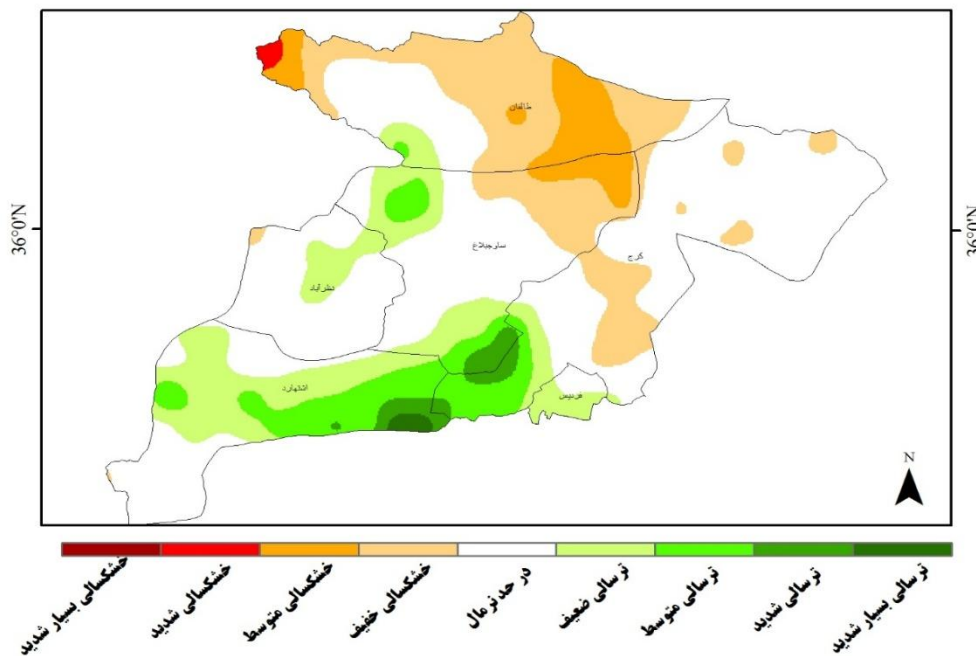 طالقان
36°0'N
36°0'N
ساوجبلاغ
کرج
نظرآباد
اشتهارد
فردیس
N
خشکسالی بسیار شدید
خشکسالی شدید
خشکسالی متوسط
خشکسالی خفیف
در حد نرمال
ترسالی ضعیف
ترسالی متوسط
ترسالی شدید
ترسالی بسیار شدید